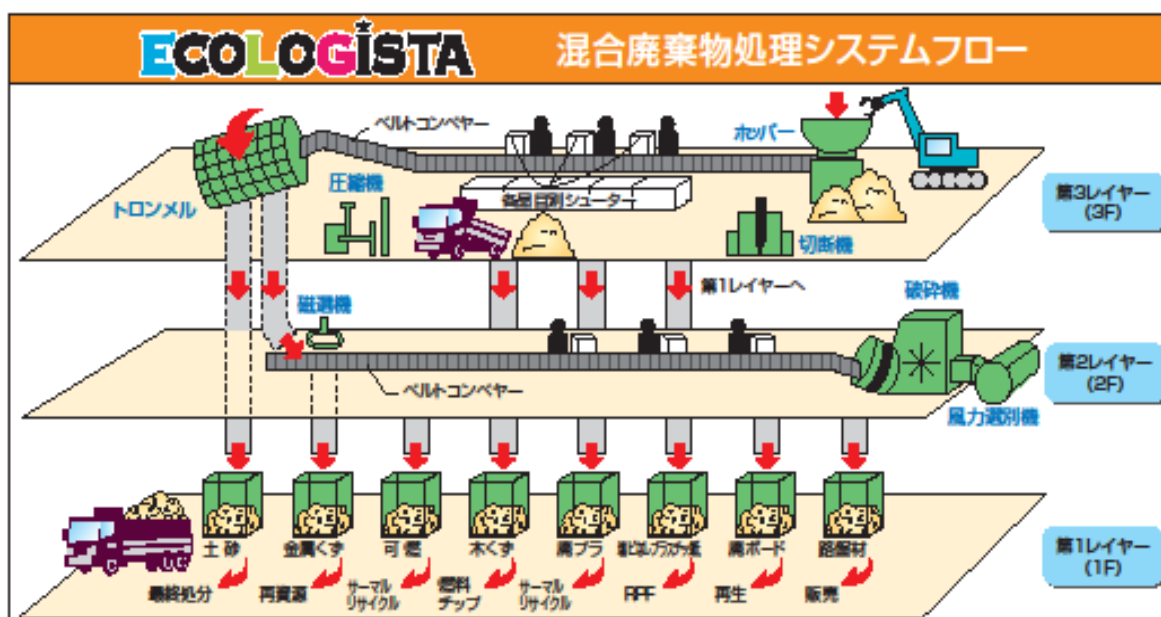 ECOLOGiSTA 混合廃棄物処理システムフロー
ベルトコンベヤー
ホッパー
トロンメル
圧縮機
各品目別シューター
切断機
第3レイヤー
(3F)
第1レイヤーへ
磁選機
破砕機
ベルトコンベヤー
第2レイヤー
(2F)
風力選別機
土砂
金属くず
可燃
木くず
廃プラ
廃ボード
路盤材
第1レイヤー
(1F)
最終処分
再資源
サーマル
リサイクル
燃料
チップ
サーマル
リサイクル
RPF
再生
販売